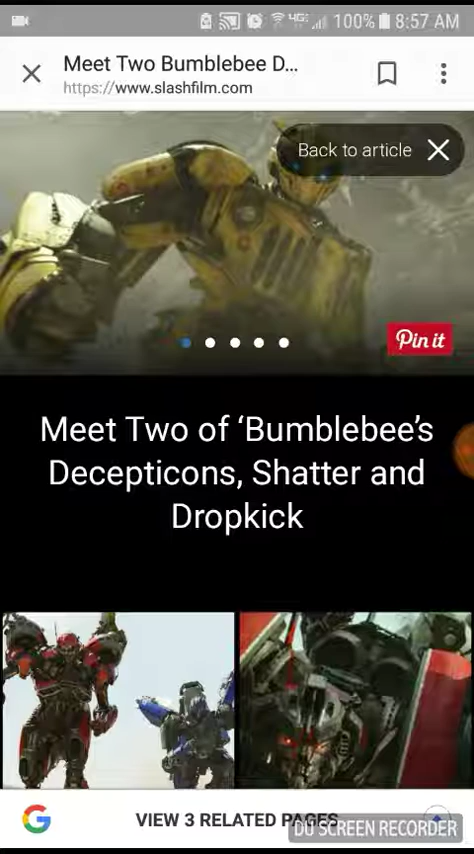 4G 100% 8:57 AM
Meet Two Bumblebee D...
https://www.slashfilm.com
Back to article
Pin it
Meet Two of ‘Bumblebee’s
Decepticons, Shatter and
Dropkick
VIEW 3 RELATED PAGES
DU SCREEN RECORDER